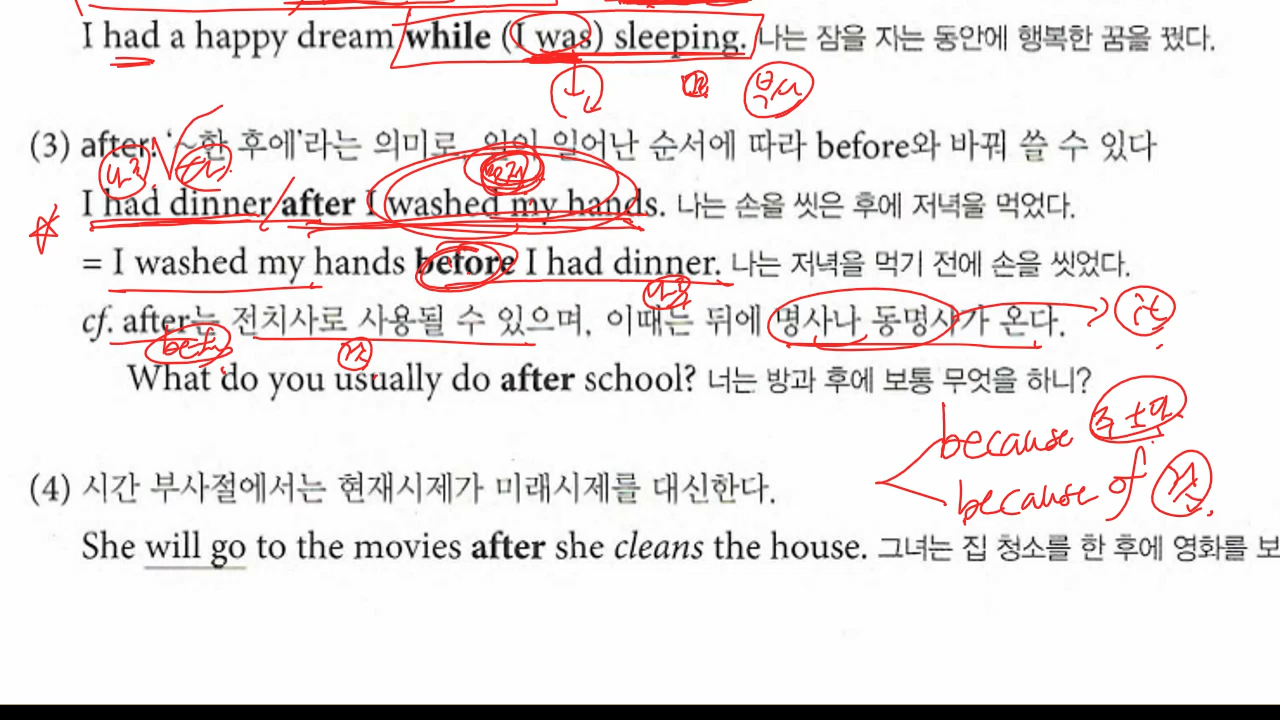 I had a happy dream while (I was) sleeping. 나는 잠을 자는 동안에 행복한 꿈을 꿨다.
부사
(3) after: ‘~한 후에’라는 의미로, 일이 일어난 순서에 따라 before와 바꿔 쓸 수 있다
I had dinner after I washed my hands. 나는 손을 씻은 후에 저녁을 먹었다.
= I washed my hands before I had dinner. 나는 저녁을 먹기 전에 손을 씻었다.
cf. after는 전치사로 사용될 수 있으며, 이때는 뒤에 명사나 동명사가 온다.
What do you usually do after school? 너는 방과 후에 보통 무엇을 하니?
because
because of
(4) 시간 부사절에서는 현재시제가 미래시제를 대신한다.
She will go to the movies after she cleans the house. 그녀는 집 청소를 한 후에 영화를 보